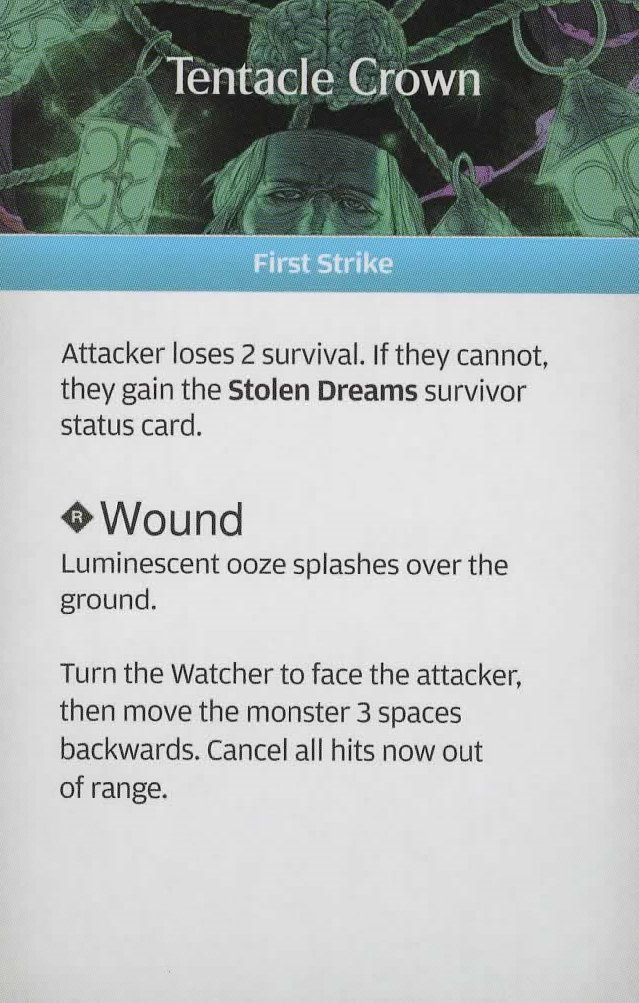 Tentacle Crown
First Strike
Attacker loses 2 survival. If they cannot,
they gain the Stolen Dreams survivor
status card.
R Wound
Luminescent ooze splashes over the
ground.
Turn the Watcher to face the attacker,
then move the monster 3 spaces
backwards. Cancel all hits now out
of range.